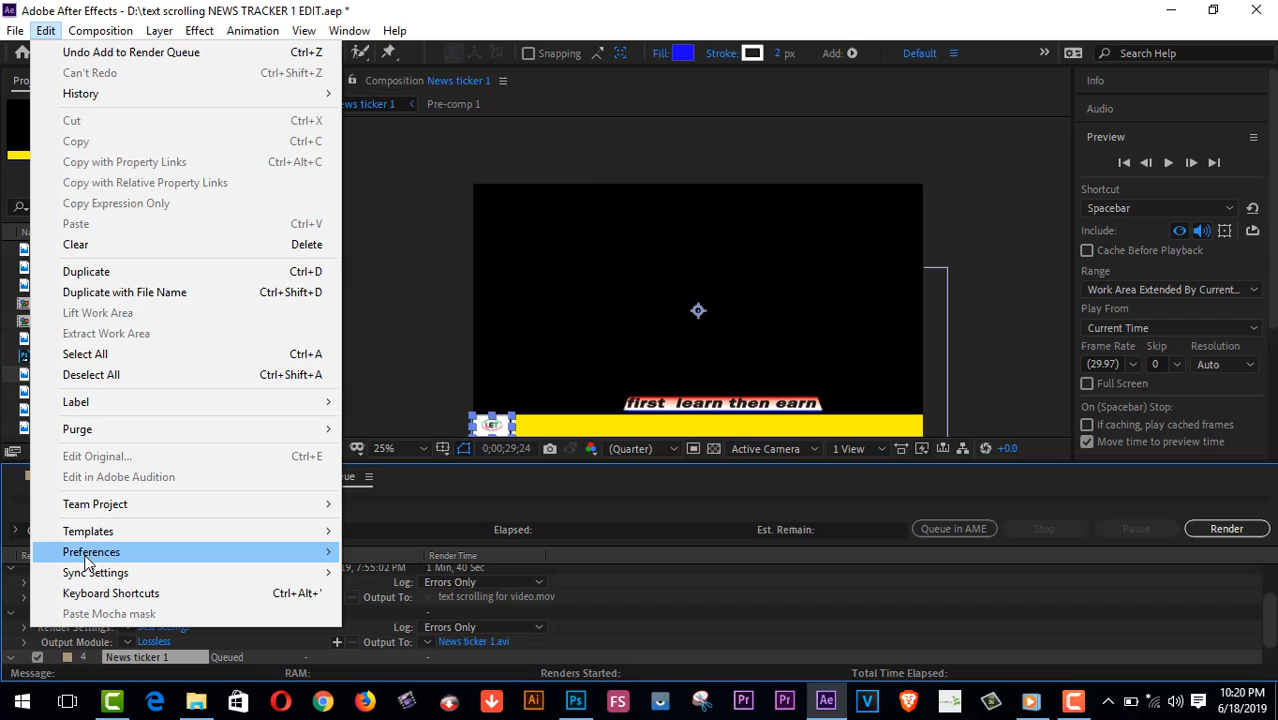 Adobe After Effects - D:\text scrolling NEWS TRACKER 1 EDIT.aep *
File Edit Composition Layer Effect Animation View Window Help
Fill: Stroke: 2 px Add: Default Search Help
Snapping
Undo Add to Render Queue Ctrl+Z
Can't Redo Ctrl+Shift+Z
History
Cut Ctrl+X
Copy Ctrl+C
Copy with Property Links Ctrl+Alt+C
Copy with Relative Property Links
Copy Expression Only
Paste Ctrl+V
Clear Delete
Duplicate Ctrl+D
Duplicate with File Name Ctrl+Shift+D
Lift Work Area
Extract Work Area
Select All Ctrl+A
Deselect All Ctrl+Shift+A
Label
Purge
Edit Original... Ctrl+E
Edit in Adobe Audition
Team Project
Templates
Preferences
Sync Settings
Keyboard Shortcuts Ctrl+Alt+'
Paste Mocha mask
Composition News ticker 1
ews ticker 1 Pre-comp 1
first learn then earn
LET
25% 0;00;29;24 (Quarter) Active Camera 1 View +0.0
Info
Audio
Preview
Shortcut
Spacebar
Include:
Cache Before Playback
Range
Work Area Extended By Current...
Play From
Current Time
Frame Rate Skip Resolution
(29.97) 0 Auto
Full Screen
On (Spacebar) Stop:
If caching, play cached frames
Move time to preview time
Elapsed: Est. Remain: Queue in AME Stop Pause Render
Render Time
19, 7:55:02 PM 1 Min, 40 Sec
Log: Errors Only
Output To: text scrolling for video.mov
Log: Errors Only
Output Module: Lossless Output To: News ticker 1.avi
4 News ticker 1 Queued - -
Message: RAM: Renders Started: Total Time Elapsed:
10:20 PM
6/18/2019